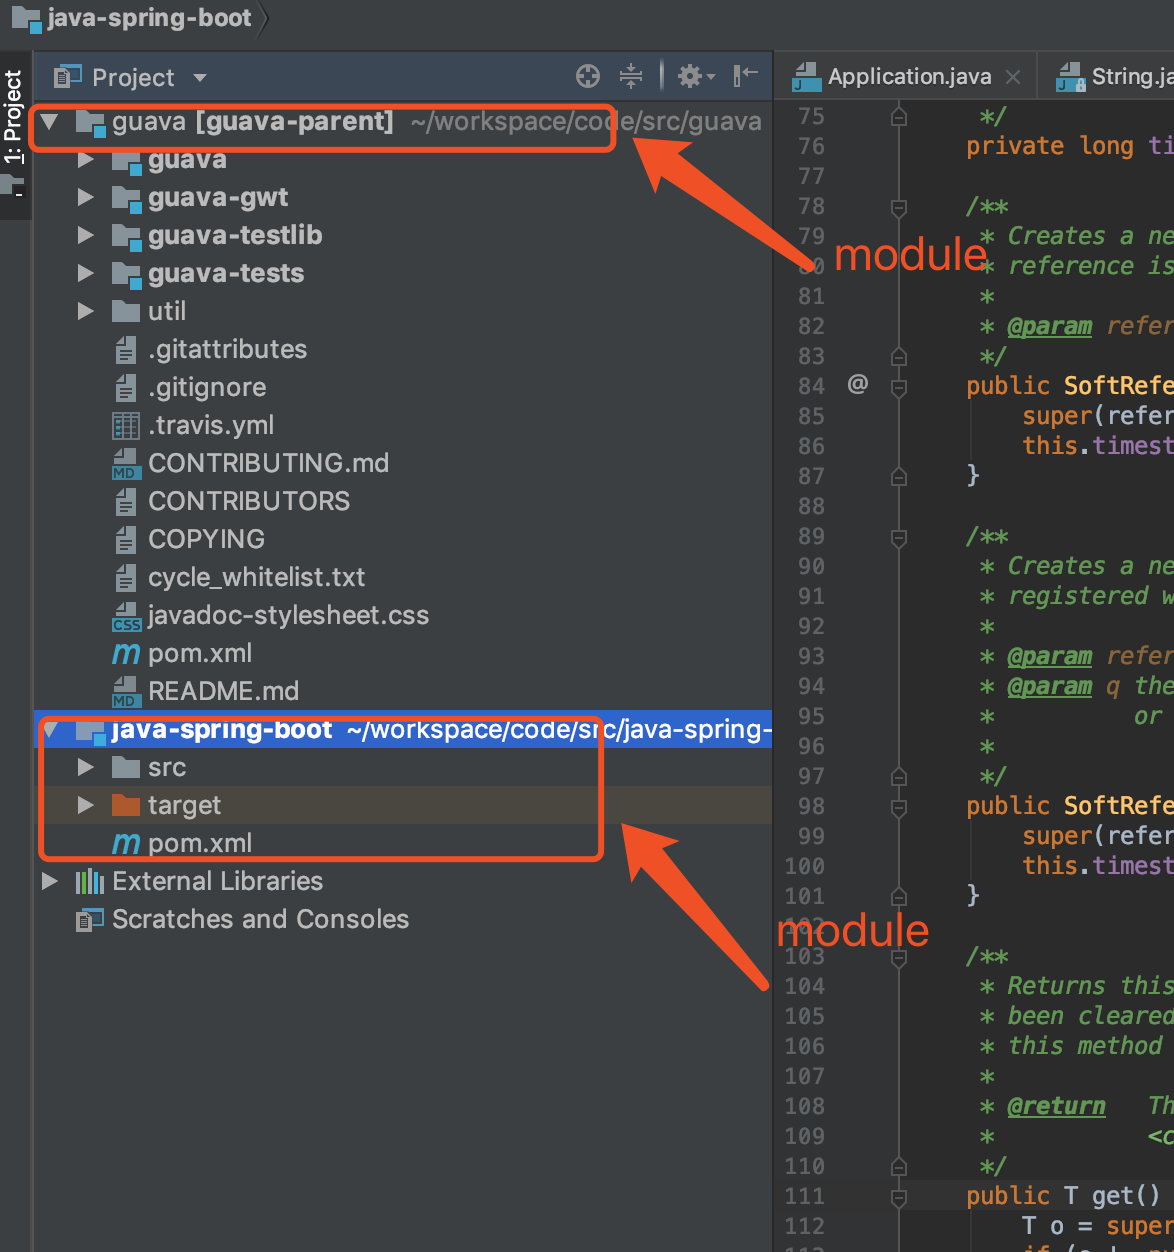 java-spring-boot
1: Project
Project
guava [guava-parent] ~/workspace/code/src/guava
guava
guava-gwt
guava-testlib
guava-tests
util
.gitattributes
.gitignore
.travis.yml
CONTRIBUTING.md
CONTRIBUTORS
COPYING
cycle_whitelist.txt
javadoc-stylesheet.css
pom.xml
README.md
java-spring-boot ~/workspace/code/src/java-spring-
src
target
pom.xml
External Libraries
Scratches and Consoles
module
module
Application.java
String.ja
75 */
76 private long ti
77
78 /**
79 * Creates a ne
80 * reference is
81 *
82 * @param refer
83 */
84 @ public SoftRefe
85 super(refer
86 this.timest
87 }
88
89 /**
90 * Creates a ne
91 * registered w
92 *
93 * @param refer
94 * @param q the
95 * or
96 *
97 */
98 public SoftRefe
99 super(refer
100 this.timest
101 }
102
103 /**
104 * Returns this
105 * been cleared
106 * this method
107 *
108 * @return Th
109 * <c
110 */
111 public T get()
112 T o = super